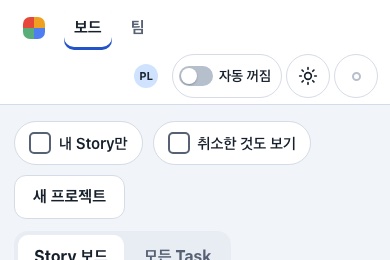 보드 팀
PL 자동 꺼짐
내 Story만 취소한 것도 보기
새 프로젝트
Story 보드 모든 Task